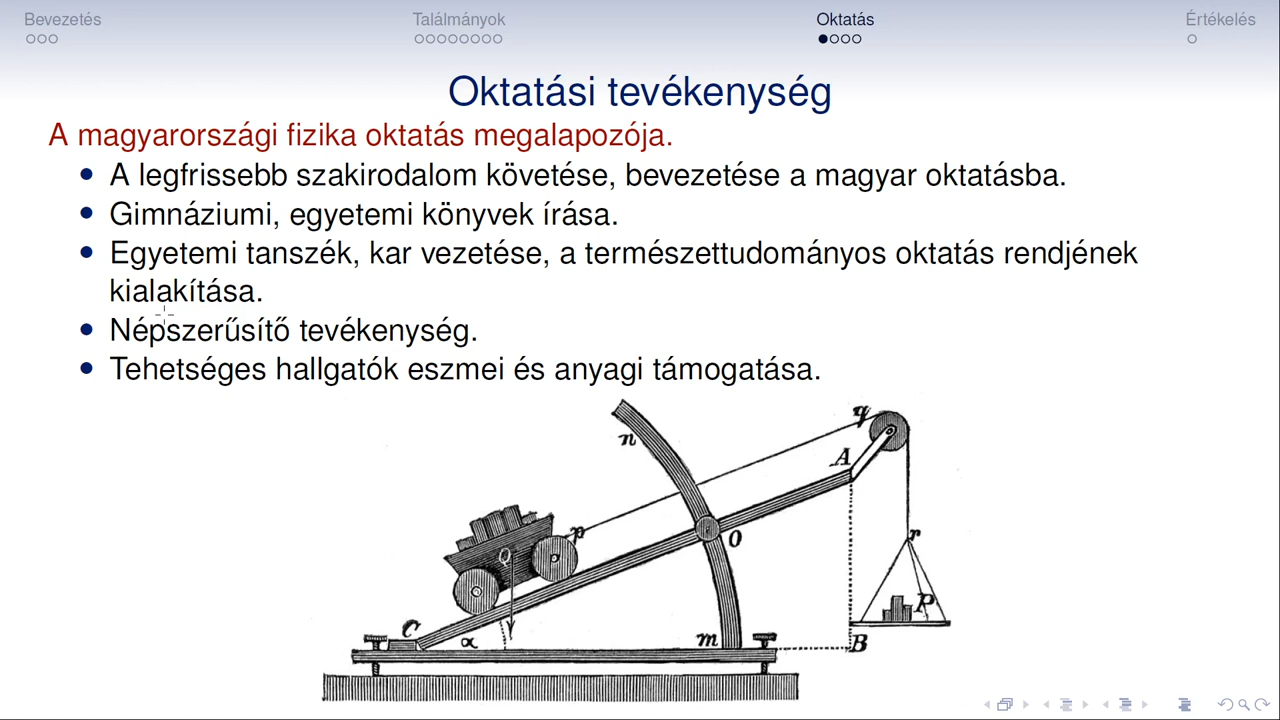 Bevezetés
Találmányok
Oktatás
Értékelés
Oktatási tevékenység
A magyarországi fizika oktatás megalapozója.
A legfrissebb szakirodalom követése, bevezetése a magyar oktatásba.
Gimnáziumi, egyetemi könyvek írása.
Egyetemi tanszék, kar vezetése, a természettudományos oktatás rendjének
kialakítása.
Népszerűsítő tevékenység.
Tehetséges hallgatók eszmei és anyagi támogatása.
q
n
A
p
O
Q
r
P
C
α
m
B